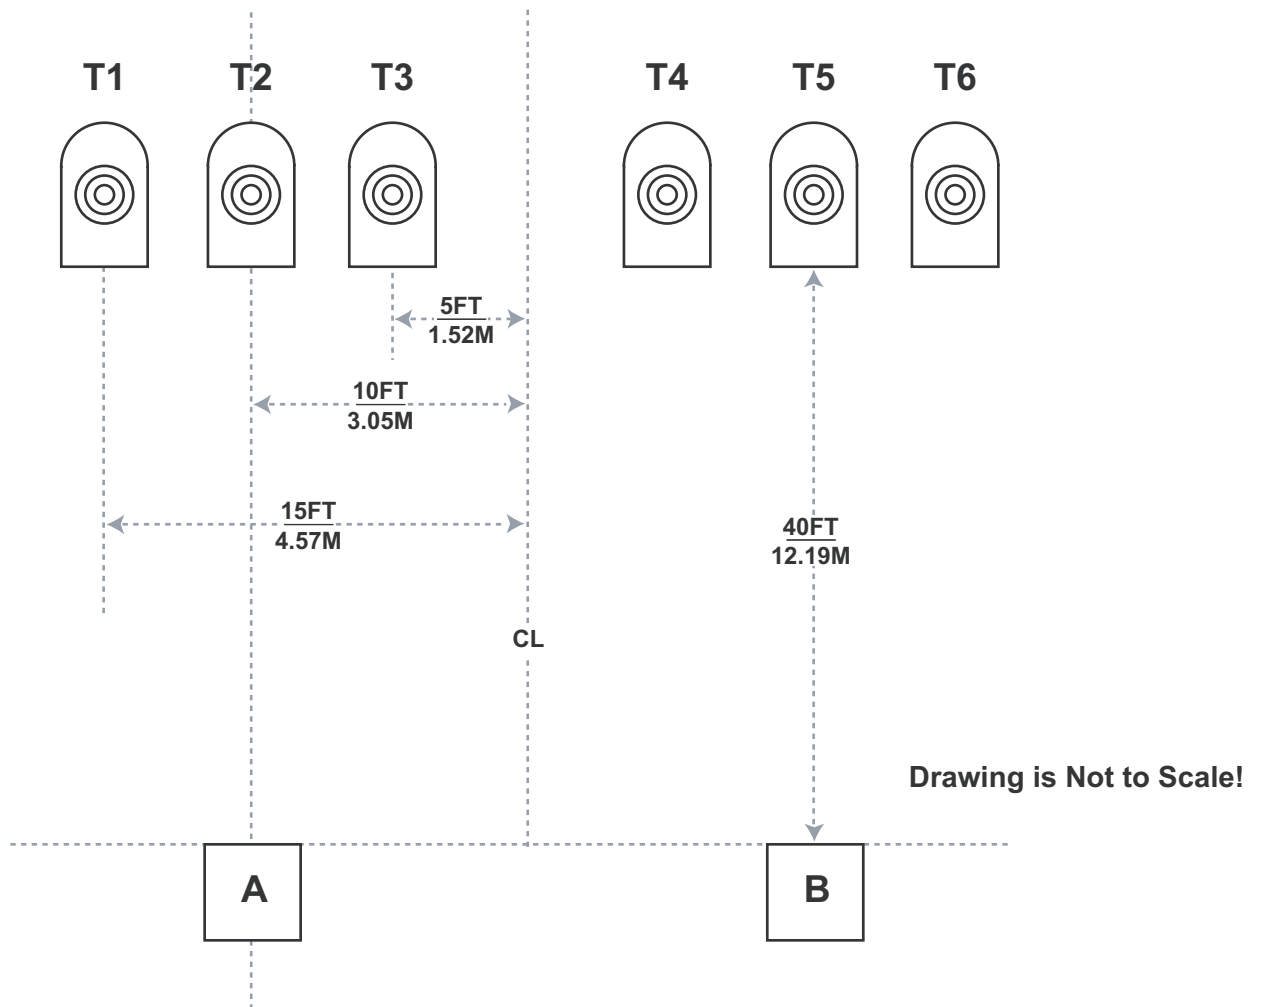 T1 T2 T3 T4 T5 T6
5FT
1.52M
10FT
3.05M
15FT
4.57M
40FT
12.19M
CL
Drawing is Not to Scale!
A B